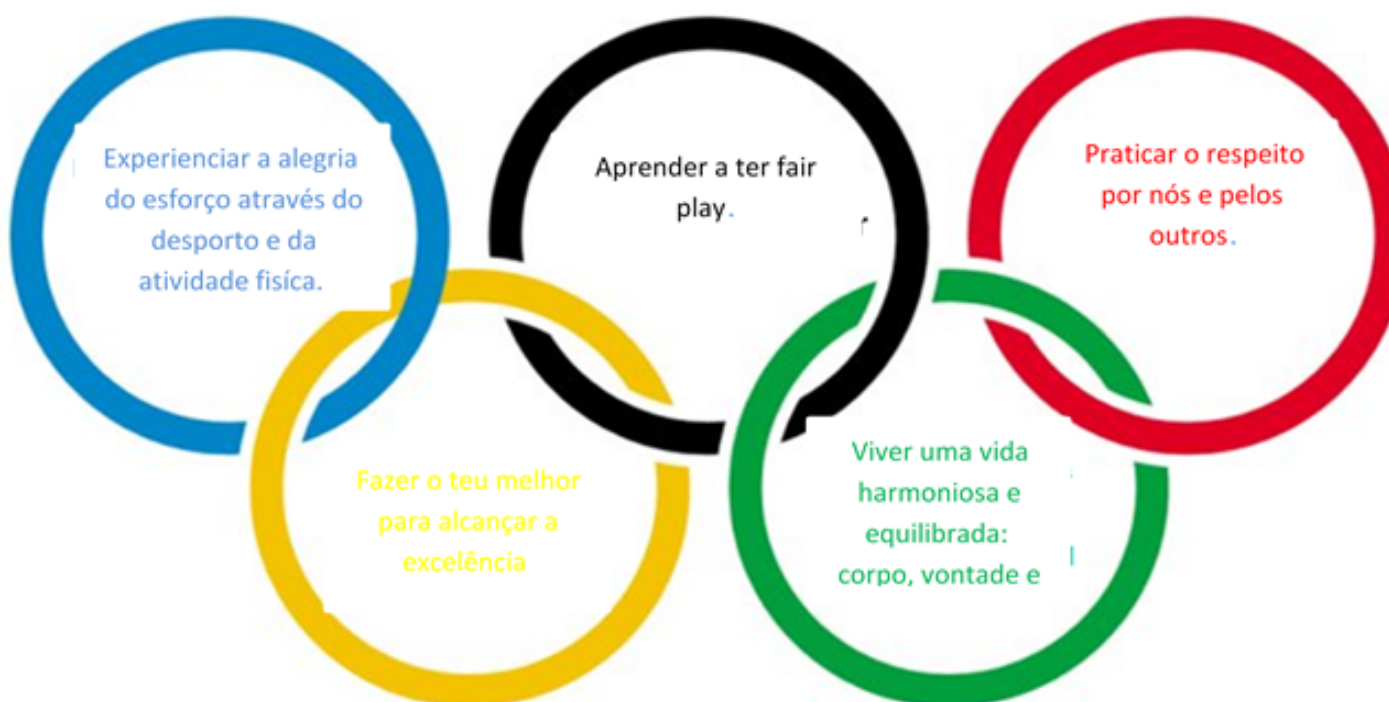 Experienciar a alegria
do esforço através do
desporto e da
atividade fisíca.
Aprender a ter fair
play.
Praticar o respeito
por nós e pelos
outros.
Fazer o teu melhor
para alcançar a
excelência
Viver uma vida
harmoniosa e
equilibrada:
corpo, vontade e